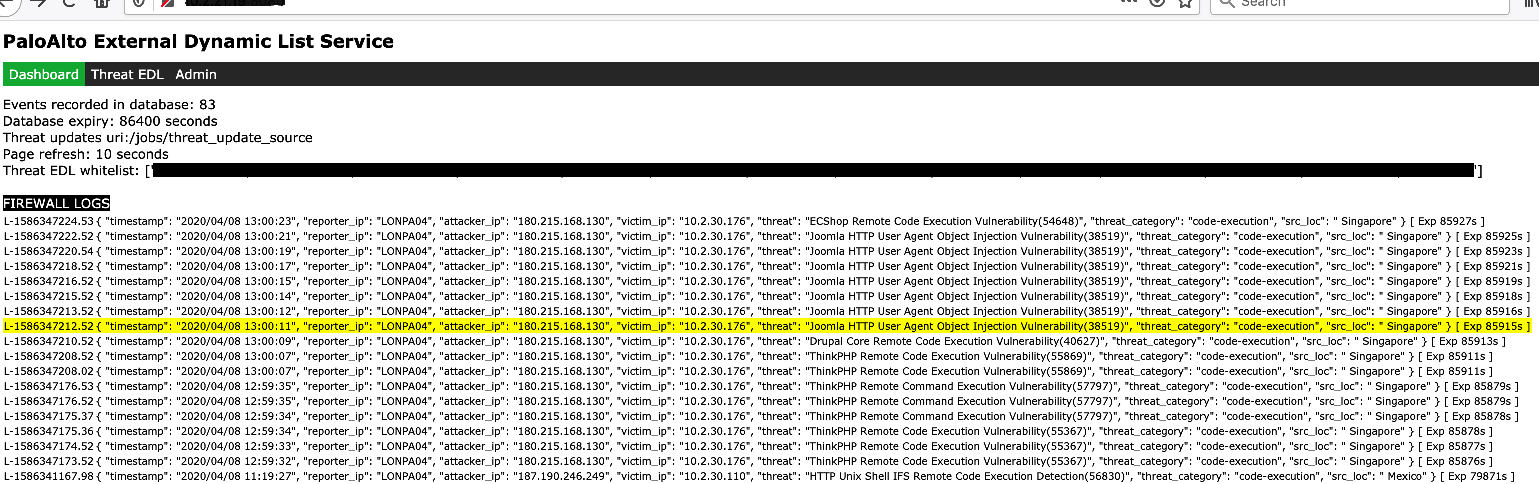 Search
PaloAlto External Dynamic List Service
Dashboard Threat EDL Admin
Events recorded in database: 83
Database expiry: 86400 seconds
Threat updates uri:/jobs/threat_update_source
Page refresh: 10 seconds
Threat EDL whitelist: [' ']
FIREWALL LOGS
L-1586347224.53 { "timestamp": "2020/04/08 13:00:23", "reporter_ip": "LONPA04", "attacker_ip": "180.215.168.130", "victim_ip": "10.2.30.176", "threat": "ECShop Remote Code Execution Vulnerability(54648)", "threat_category": "code-execution", "src_loc": " Singapore" } [ Exp 85927s ]
L-1586347222.52 { "timestamp": "2020/04/08 13:00:21", "reporter_ip": "LONPA04", "attacker_ip": "180.215.168.130", "victim_ip": "10.2.30.176", "threat": "Joomla HTTP User Agent Object Injection Vulnerability(38519)", "threat_category": "code-execution", "src_loc": " Singapore" } [ Exp 85925s ]
L-1586347220.54 { "timestamp": "2020/04/08 13:00:19", "reporter_ip": "LONPA04", "attacker_ip": "180.215.168.130", "victim_ip": "10.2.30.176", "threat": "Joomla HTTP User Agent Object Injection Vulnerability(38519)", "threat_category": "code-execution", "src_loc": " Singapore" } [ Exp 85923s ]
L-1586347218.52 { "timestamp": "2020/04/08 13:00:17", "reporter_ip": "LONPA04", "attacker_ip": "180.215.168.130", "victim_ip": "10.2.30.176", "threat": "Joomla HTTP User Agent Object Injection Vulnerability(38519)", "threat_category": "code-execution", "src_loc": " Singapore" } [ Exp 85921s ]
L-1586347216.52 { "timestamp": "2020/04/08 13:00:15", "reporter_ip": "LONPA04", "attacker_ip": "180.215.168.130", "victim_ip": "10.2.30.176", "threat": "Joomla HTTP User Agent Object Injection Vulnerability(38519)", "threat_category": "code-execution", "src_loc": " Singapore" } [ Exp 85919s ]
L-1586347215.52 { "timestamp": "2020/04/08 13:00:14", "reporter_ip": "LONPA04", "attacker_ip": "180.215.168.130", "victim_ip": "10.2.30.176", "threat": "Joomla HTTP User Agent Object Injection Vulnerability(38519)", "threat_category": "code-execution", "src_loc": " Singapore" } [ Exp 85918s ]
L-1586347213.52 { "timestamp": "2020/04/08 13:00:12", "reporter_ip": "LONPA04", "attacker_ip": "180.215.168.130", "victim_ip": "10.2.30.176", "threat": "Joomla HTTP User Agent Object Injection Vulnerability(38519)", "threat_category": "code-execution", "src_loc": " Singapore" } [ Exp 85916s ]
L-1586347212.52 { "timestamp": "2020/04/08 13:00:11", "reporter_ip": "LONPA04", "attacker_ip": "180.215.168.130", "victim_ip": "10.2.30.176", "threat": "Joomla HTTP User Agent Object Injection Vulnerability(38519)", "threat_category": "code-execution", "src_loc": " Singapore" } [ Exp 85915s ]
L-1586347210.52 { "timestamp": "2020/04/08 13:00:09", "reporter_ip": "LONPA04", "attacker_ip": "180.215.168.130", "victim_ip": "10.2.30.176", "threat": "Drupal Core Remote Code Execution Vulnerability(40627)", "threat_category": "code-execution", "src_loc": " Singapore" } [ Exp 85913s ]
L-1586347208.52 { "timestamp": "2020/04/08 13:00:07", "reporter_ip": "LONPA04", "attacker_ip": "180.215.168.130", "victim_ip": "10.2.30.176", "threat": "ThinkPHP Remote Code Execution Vulnerability(55869)", "threat_category": "code-execution", "src_loc": " Singapore" } [ Exp 85911s ]
L-1586347208.02 { "timestamp": "2020/04/08 13:00:07", "reporter_ip": "LONPA04", "attacker_ip": "180.215.168.130", "victim_ip": "10.2.30.176", "threat": "ThinkPHP Remote Code Execution Vulnerability(55869)", "threat_category": "code-execution", "src_loc": " Singapore" } [ Exp 85911s ]
L-1586347176.53 { "timestamp": "2020/04/08 12:59:35", "reporter_ip": "LONPA04", "attacker_ip": "180.215.168.130", "victim_ip": "10.2.30.176", "threat": "ThinkPHP Remote Command Execution Vulnerability(57797)", "threat_category": "code-execution", "src_loc": " Singapore" } [ Exp 85879s ]
L-1586347176.52 { "timestamp": "2020/04/08 12:59:35", "reporter_ip": "LONPA04", "attacker_ip": "180.215.168.130", "victim_ip": "10.2.30.176", "threat": "ThinkPHP Remote Command Execution Vulnerability(57797)", "threat_category": "code-execution", "src_loc": " Singapore" } [ Exp 85879s ]
L-1586347175.37 { "timestamp": "2020/04/08 12:59:34", "reporter_ip": "LONPA04", "attacker_ip": "180.215.168.130", "victim_ip": "10.2.30.176", "threat": "ThinkPHP Remote Command Execution Vulnerability(57797)", "threat_category": "code-execution", "src_loc": " Singapore" } [ Exp 85878s ]
L-1586347175.36 { "timestamp": "2020/04/08 12:59:34", "reporter_ip": "LONPA04", "attacker_ip": "180.215.168.130", "victim_ip": "10.2.30.176", "threat": "ThinkPHP Remote Code Execution Vulnerability(55367)", "threat_category": "code-execution", "src_loc": " Singapore" } [ Exp 85878s ]
L-1586347174.52 { "timestamp": "2020/04/08 12:59:33", "reporter_ip": "LONPA04", "attacker_ip": "180.215.168.130", "victim_ip": "10.2.30.176", "threat": "ThinkPHP Remote Code Execution Vulnerability(55367)", "threat_category": "code-execution", "src_loc": " Singapore" } [ Exp 85877s ]
L-1586347173.52 { "timestamp": "2020/04/08 12:59:32", "reporter_ip": "LONPA04", "attacker_ip": "180.215.168.130", "victim_ip": "10.2.30.176", "threat": "ThinkPHP Remote Code Execution Vulnerability(55367)", "threat_category": "code-execution", "src_loc": " Singapore" } [ Exp 85876s ]
L-1586341167.98 { "timestamp": "2020/04/08 11:19:27", "reporter_ip": "LONPA04", "attacker_ip": "187.190.246.249", "victim_ip": "10.2.30.110", "threat": "HTTP Unix Shell IFS Remote Code Execution Detection(56830)", "threat_category": "code-execution", "src_loc": " Mexico" } [ Exp 79871s ]